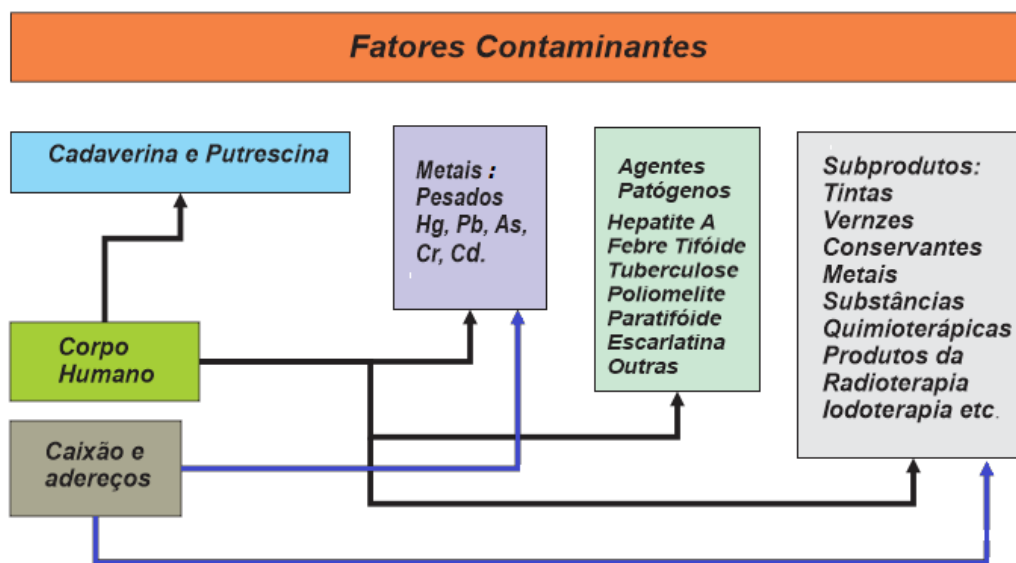 Fatores Contaminantes
Cadaverina e Putrescina
Metais :
Pesados
Hg, Pb, As,
Cr, Cd.
Agentes
Patógenos
Hepatite A
Febre Tifóide
Tuberculose
Poliomelite
Paratifóide
Escarlatina
Outras
Subprodutos:
Tintas
Vernzes
Conservantes
Metais
Substâncias
Quimioterápicas
Produtos da
Radioterapia
Iodoterapia etc.
Corpo
Humano
Caixão e
adereços